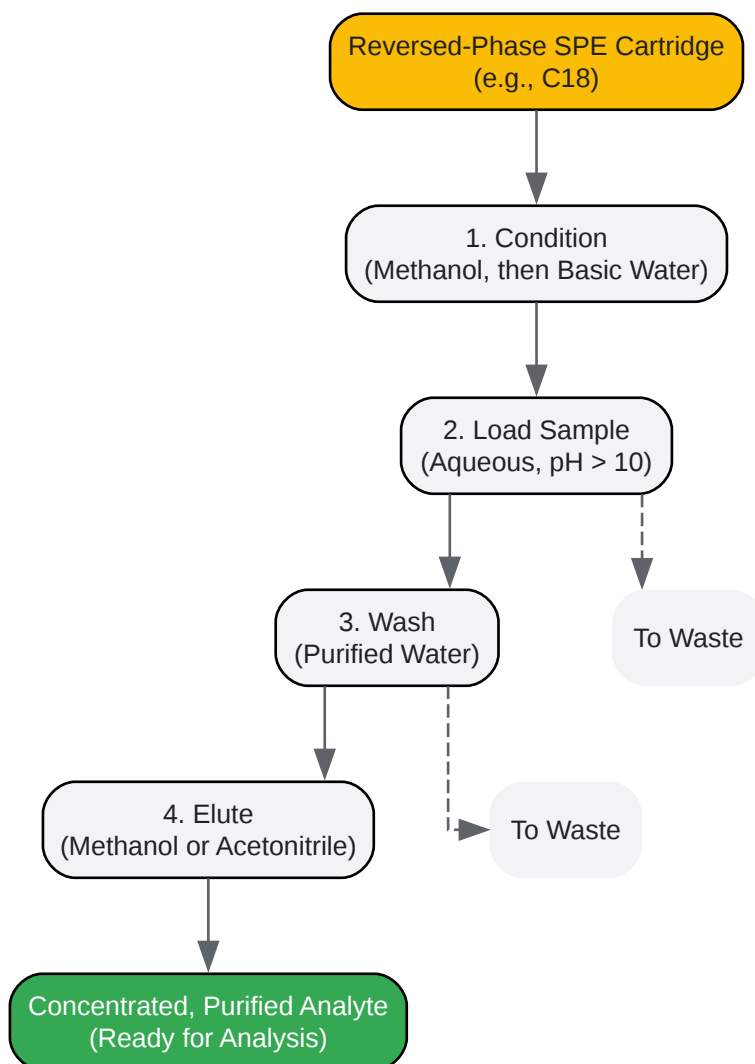 Reversed-Phase SPE Cartridge
(e.g., C18)
1. Condition
(Methanol, then Basic Water)
2. Load Sample
(Aqueous, pH > 10)
3. Wash
(Purified Water)
To Waste
4. Elute
(Methanol or Acetonitrile)
To Waste
Concentrated, Purified Analyte
(Ready for Analysis)